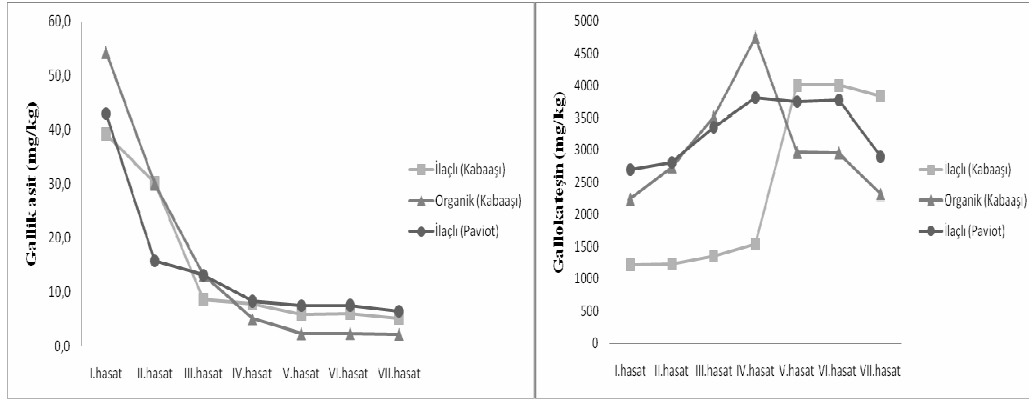 60,0
50,0
40,0
30,0
20,0
10,0
0,0
Gallik asit (mg/kg)
I.hasat II.hasat III.hasat IV.hasat V.hasat VI.hasat VII.hasat
İlaçlı (Kabaaşı)
Organik (Kabaaşı)
İlaçlı (Paviot)
5000
4500
4000
3500
3000
2500
2000
1500
1000
500
0
Gallokateşin (mg/kg)
I.hasat II.hasat III.hasat IV.hasat V.hasat VI.hasat VII.hasat
İlaçlı (Kabaaşı)
Organik (Kabaaşı)
İlaçlı (Paviot)